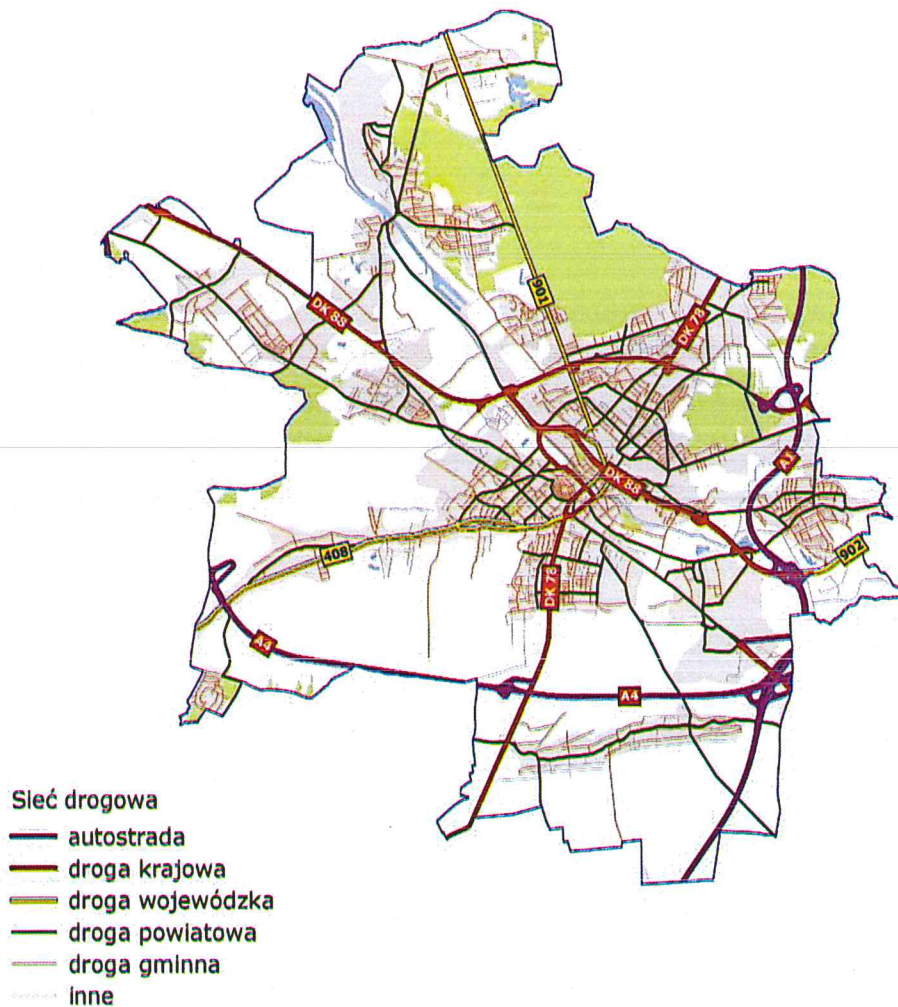 901
DK 88
DK 78
DK 88
A1
408
902
DK 78
A4
A4
Sieć drogowa
autostrada
droga krajowa
droga wojewódzka
droga powiatowa
droga gminna
inne